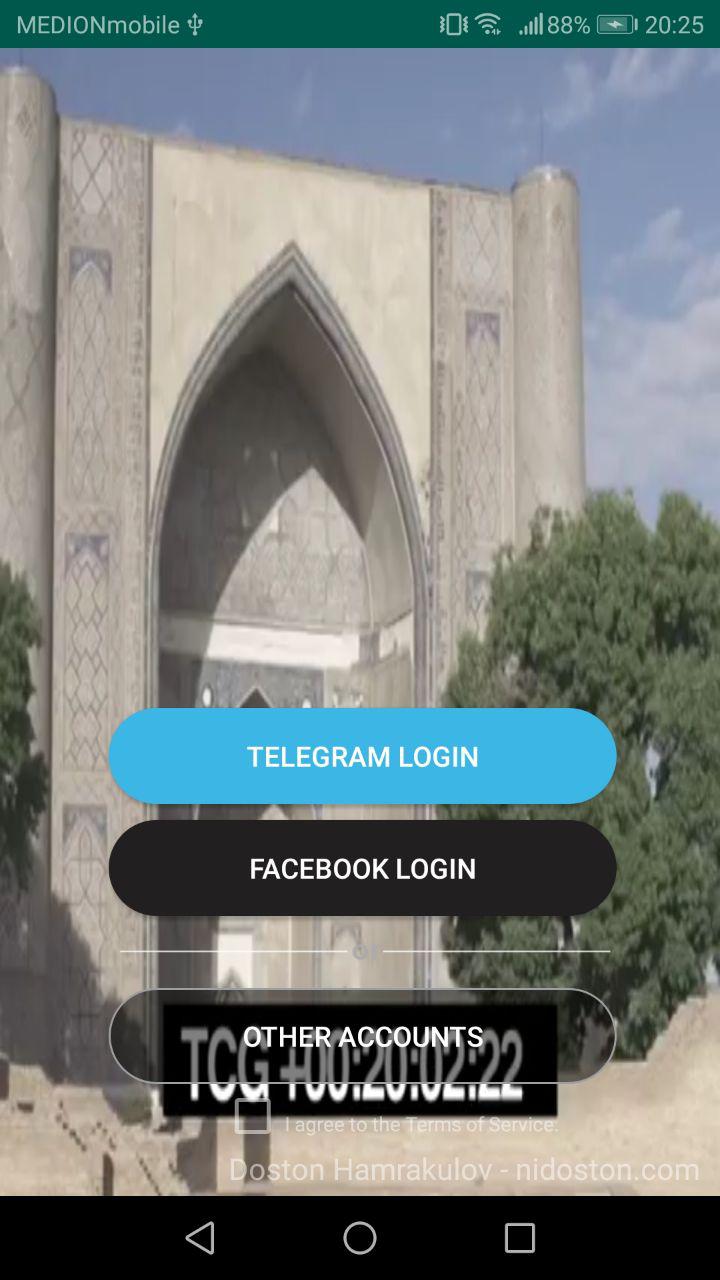 MEDIONmobile
88% 20:25
TELEGRAM LOGIN
FACEBOOK LOGIN
Or
OTHER ACCOUNTS
TCG +00:20:02:22
I agree to the Terms of Service.
Doston Hamrakulov - nidoston.com